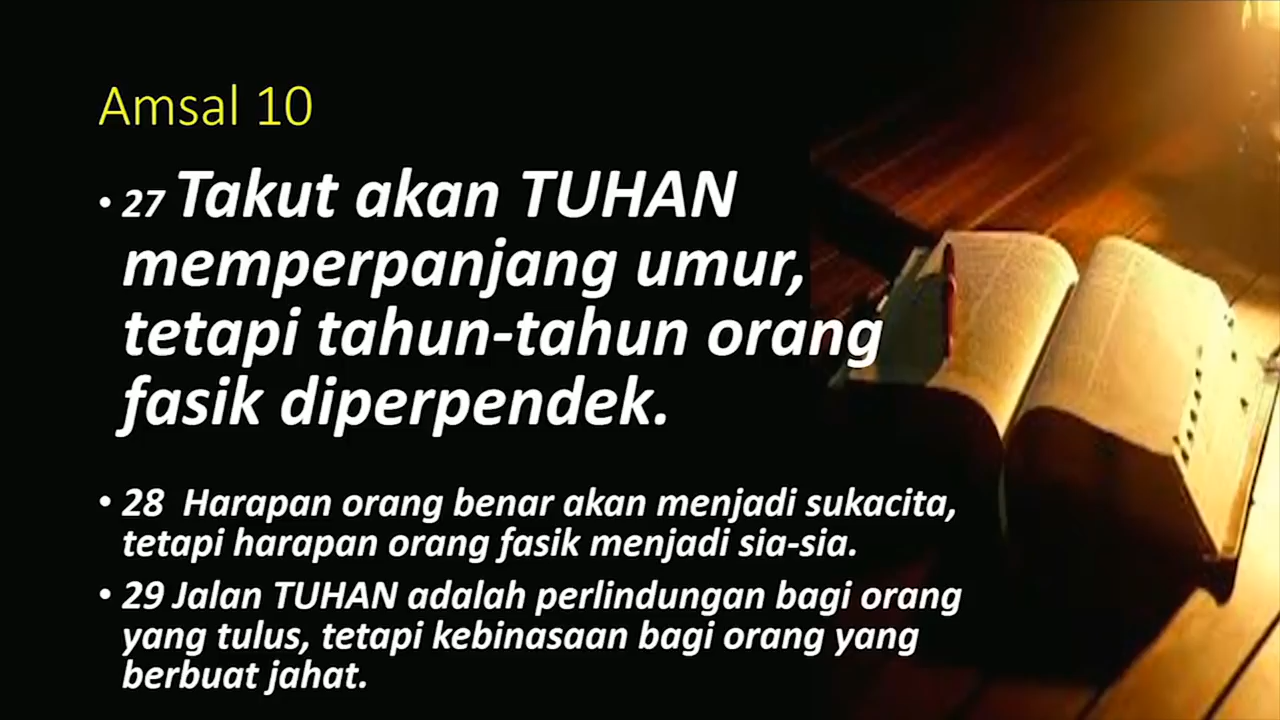 Amsal 10
• 27 Takut akan TUHAN
memperpanjang umur,
tetapi tahun-tahun orang
fasik diperpendek.
• 28 Harapan orang benar akan menjadi sukacita,
tetapi harapan orang fasik menjadi sia-sia.
• 29 Jalan TUHAN adalah perlindungan bagi orang
yang tulus, tetapi kebinasaan bagi orang yang
berbuat jahat.